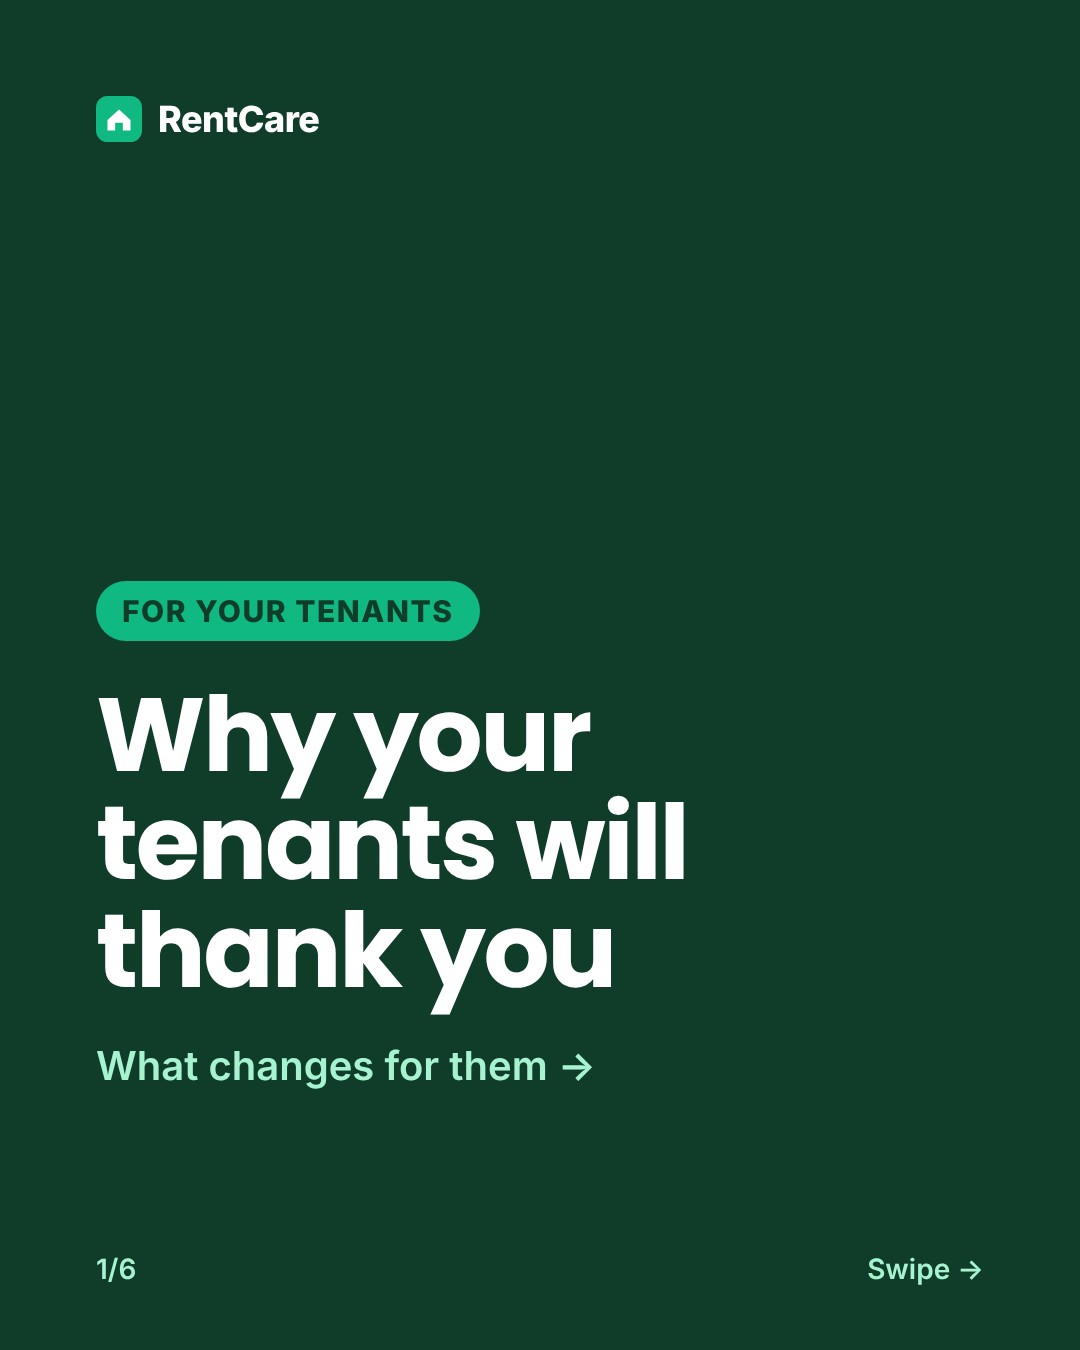 RentCare
FOR YOUR TENANTS
Why your
tenants will
thank you
What changes for them →
1/6
Swipe →